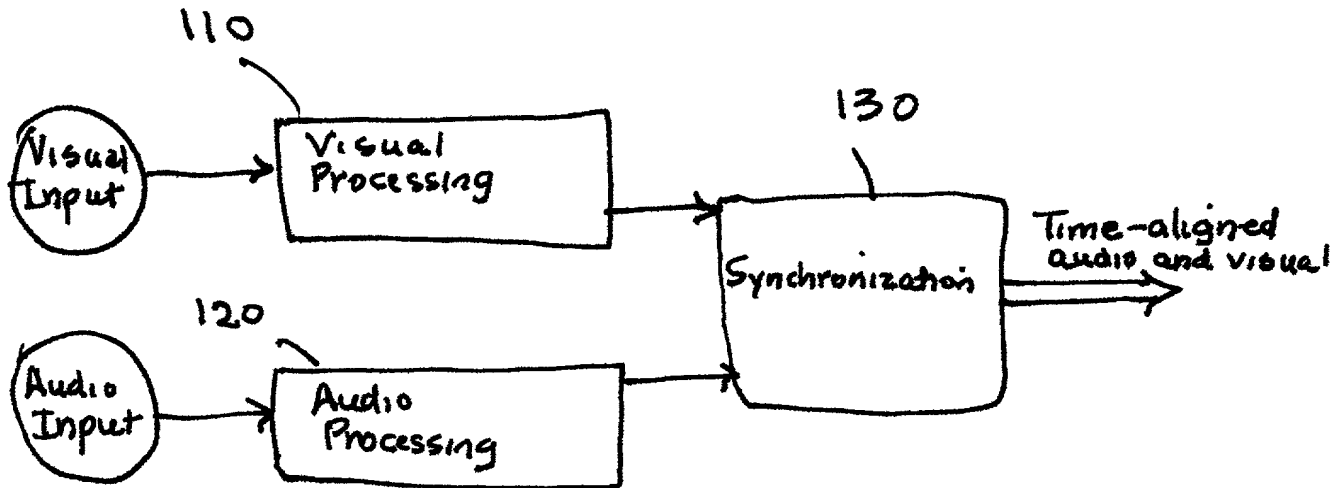 110
Visual
Input
Visual
Processing
130
Synchronization
Time-aligned
audio and visual
120
Audio
Input
Audio
Processing